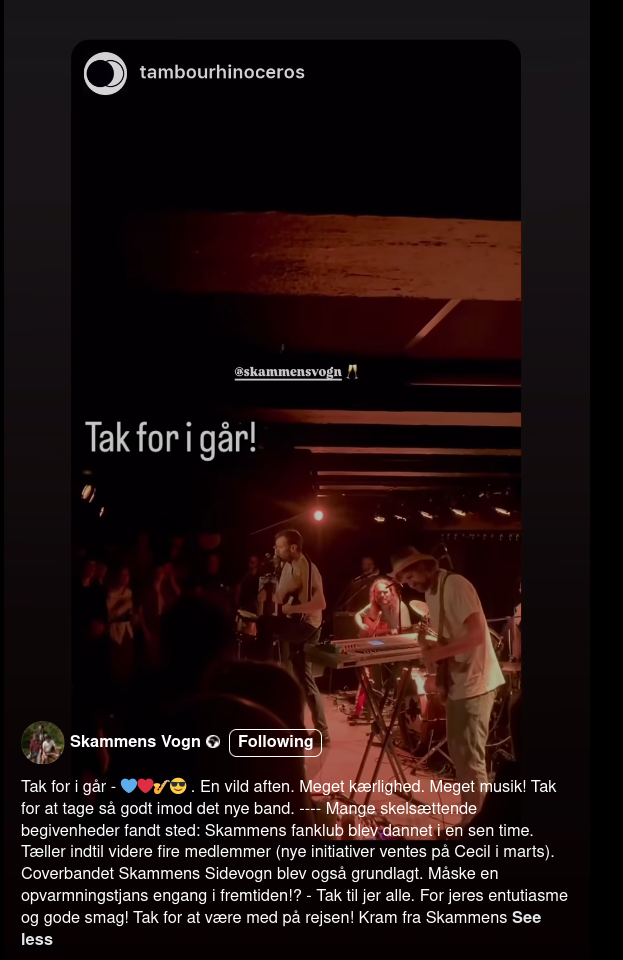 tambourhinoceros
@skammensvogn 🥂
Tak for i går!
Skammens Vogn
Following
Tak for i går - 💙❤️🎷😎 . En vild aften. Meget kærlighed. Meget musik! Tak
for at tage så godt imod det nye band. ---- Mange skelsættende
begivenheder fandt sted: Skammens fanklub blev dannet i en sen time.
Tæller indtil videre fire medlemmer (nye initiativer ventes på Cecil i marts).
Coverbandet Skammens Sidevogn blev også grundlagt. Måske en
opvarmningstjans engang i fremtiden!? - Tak til jer alle. For jeres entutiasme
og gode smag! Tak for at være med på rejsen! Kram fra Skammens See
less